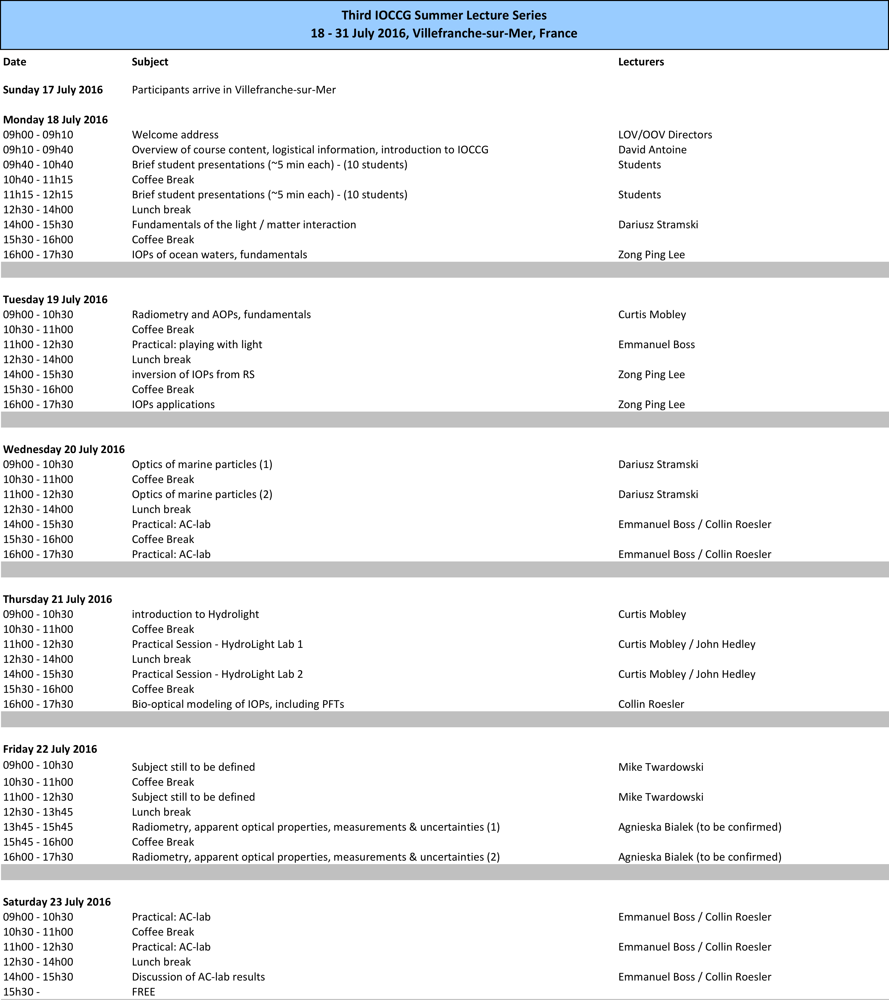 Third IOCCG Summer Lecture Series
18 - 31 July 2016, Villefranche-sur-Mer, France
Date Subject Lecturers
Sunday 17 July 2016 Participants arrive in Villefranche-sur-Mer
Monday 18 July 2016
09h00 - 09h10 Welcome address LOV/OOV Directors
09h10 - 09h40 Overview of course content, logistical information, introduction to IOCCG David Antoine
09h40 - 10h40 Brief student presentations (~5 min each) - (10 students) Students
10h40 - 11h15 Coffee Break
11h15 - 12h15 Brief student presentations (~5 min each) - (10 students) Students
12h30 - 14h00 Lunch break
14h00 - 15h30 Fundamentals of the light / matter interaction Dariusz Stramski
15h30 - 16h00 Coffee Break
16h00 - 17h30 IOPs of ocean waters, fundamentals Zong Ping Lee
Tuesday 19 July 2016
09h00 - 10h30 Radiometry and AOPs, fundamentals Curtis Mobley
10h30 - 11h00 Coffee Break
11h00 - 12h30 Practical: playing with light Emmanuel Boss
12h30 - 14h00 Lunch break
14h00 - 15h30 inversion of IOPs from RS Zong Ping Lee
15h30 - 16h00 Coffee Break
16h00 - 17h30 IOPs applications Zong Ping Lee
Wednesday 20 July 2016
09h00 - 10h30 Optics of marine particles (1) Dariusz Stramski
10h30 - 11h00 Coffee Break
11h00 - 12h30 Optics of marine particles (2) Dariusz Stramski
12h30 - 14h00 Lunch break
14h00 - 15h30 Practical: AC-lab Emmanuel Boss / Collin Roesler
15h30 - 16h00 Coffee Break
16h00 - 17h30 Practical: AC-lab Emmanuel Boss / Collin Roesler
Thursday 21 July 2016
09h00 - 10h30 introduction to Hydrolight Curtis Mobley
10h30 - 11h00 Coffee Break
11h00 - 12h30 Practical Session - HydroLight Lab 1 Curtis Mobley / John Hedley
12h30 - 14h00 Lunch break
14h00 - 15h30 Practical Session - HydroLight Lab 2 Curtis Mobley / John Hedley
15h30 - 16h00 Coffee Break
16h00 - 17h30 Bio-optical modeling of IOPs, including PFTs Collin Roesler
Friday 22 July 2016
09h00 - 10h30 Subject still to be defined Mike Twardowski
10h30 - 11h00 Coffee Break
11h00 - 12h30 Subject still to be defined Mike Twardowski
12h30 - 13h45 Lunch break
13h45 - 15h45 Radiometry, apparent optical properties, measurements & uncertainties (1) Agnieska Bialek (to be confirmed)
15h45 - 16h00 Coffee Break
16h00 - 17h30 Radiometry, apparent optical properties, measurements & uncertainties (2) Agnieska Bialek (to be confirmed)
Saturday 23 July 2016
09h00 - 10h30 Practical: AC-lab Emmanuel Boss / Collin Roesler
10h30 - 11h00 Coffee Break
11h00 - 12h30 Practical: AC-lab Emmanuel Boss / Collin Roesler
12h30 - 14h00 Lunch break
14h00 - 15h30 Discussion of AC-lab results Emmanuel Boss / Collin Roesler
15h30 - FREE